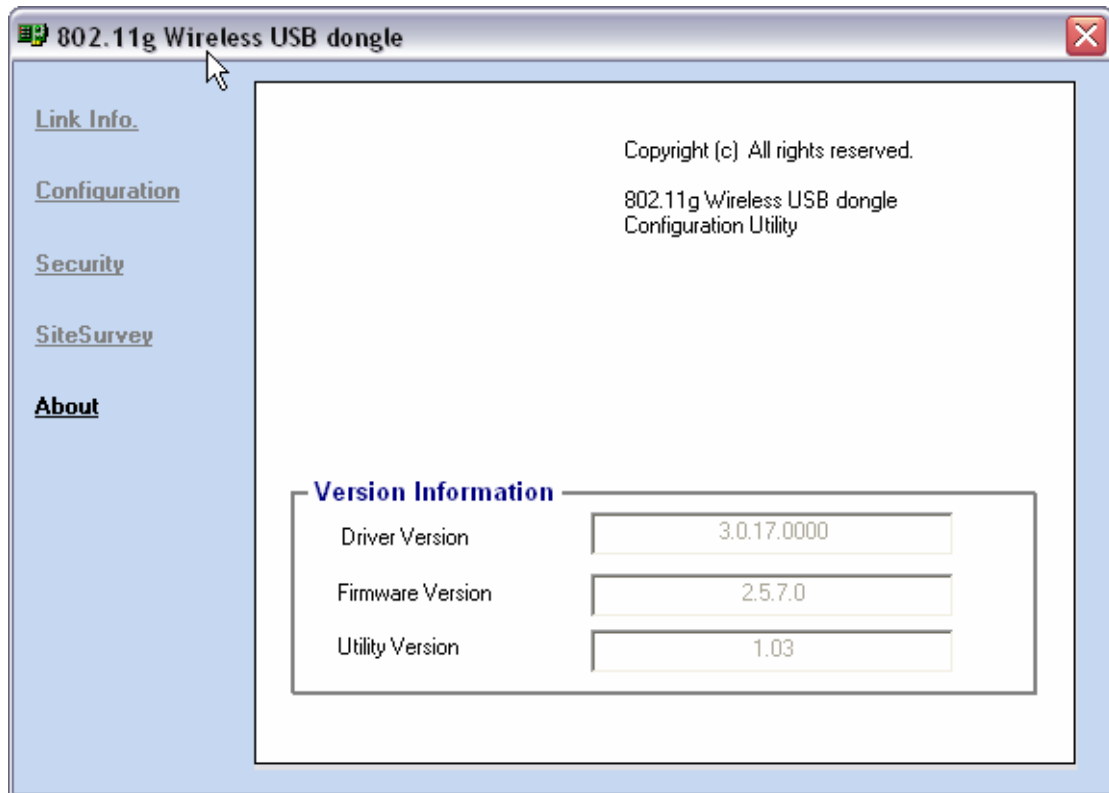 802.11g Wireless USB dongle
Link Info.
Configuration
Security
SiteSurvey
About
Copyright (c) All rights reserved.
802.11g Wireless USB dongle
Configuration Utility
Version Information
Driver Version 3.0.17.0000
Firmware Version 2.5.7.0
Utility Version 1.03